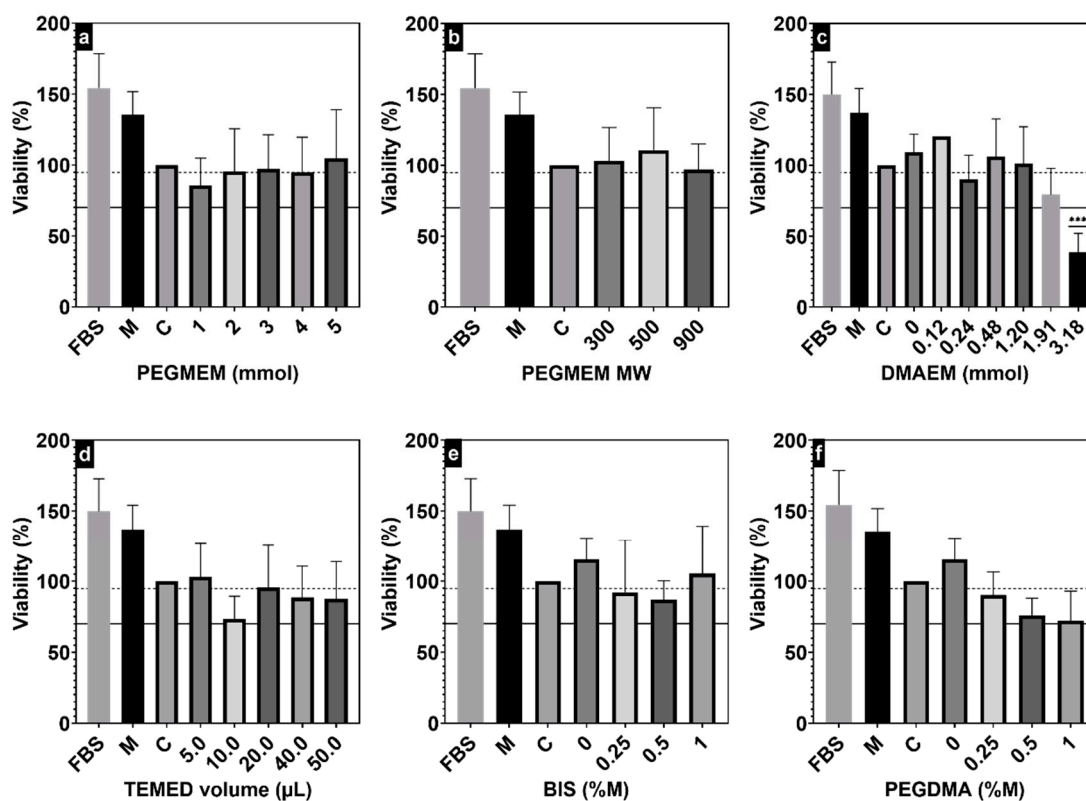 a
Viability (%)
200
150
100
50
0
FBS M C 1 2 3 4 5
PEGMEM (mmol)
b
Viability (%)
200
150
100
50
0
FBS M C 300 500 900
PEGMEM MW
c
Viability (%)
200
150
100
50
0
***
FBS M C 0 0.12 0.24 0.48 1.20 1.91 3.18
DMAEM (mmol)
d
Viability (%)
200
150
100
50
0
FBS M C 5.0 10.0 20.0 40.0 50.0
TEMED volume (μL)
e
Viability (%)
200
150
100
50
0
FBS M C 0 0.25 0.5 1
BIS (%M)
f
Viability (%)
200
150
100
50
0
FBS M C 0 0.25 0.5 1
PEGDMA (%M)